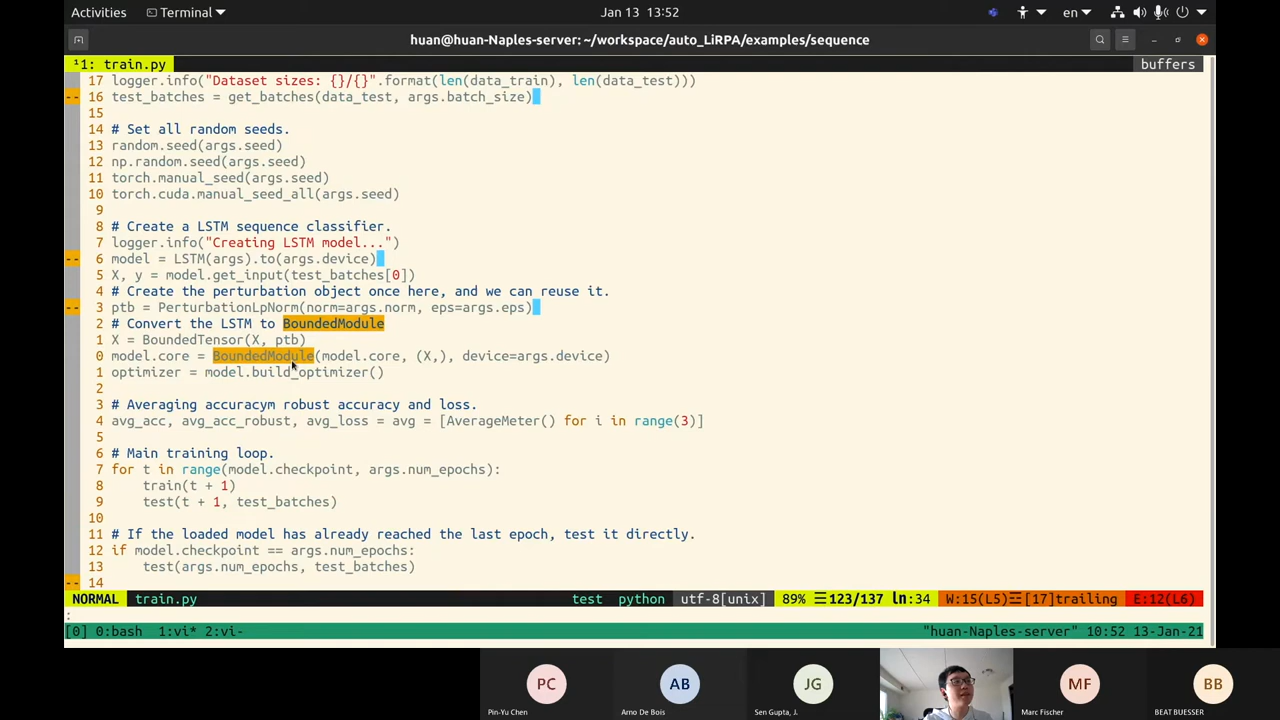 Activities Terminal Jan 13 13:52 en
huan@huan-Naples-server: ~/workspace/auto_LiRPA/examples/sequence
¹1: train.py buffers
17 logger.info("Dataset sizes: {}/{}".format(len(data_train), len(data_test)))
-- 16 test_batches = get_batches(data_test, args.batch_size)
15
14 # Set all random seeds.
13 random.seed(args.seed)
12 np.random.seed(args.seed)
11 torch.manual_seed(args.seed)
10 torch.cuda.manual_seed_all(args.seed)
9
8 # Create a LSTM sequence classifier.
7 logger.info("Creating LSTM model...")
-- 6 model = LSTM(args).to(args.device)
5 X, y = model.get_input(test_batches[0])
4 # Create the perturbation object once here, and we can reuse it.
-- 3 ptb = PerturbationLpNorm(norm=args.norm, eps=args.eps)
2 # Convert the LSTM to BoundedModule
1 X = BoundedTensor(X, ptb)
0 model.core = BoundedModule(model.core, (X,), device=args.device)
1 optimizer = model.build_optimizer()
2
3 # Averaging accuracym robust accuracy and loss.
4 avg_acc, avg_acc_robust, avg_loss = avg = [AverageMeter() for i in range(3)]
5
6 # Main training loop.
7 for t in range(model.checkpoint, args.num_epochs):
8     train(t + 1)
9     test(t + 1, test_batches)
10
11 # If the loaded model has already reached the last epoch, test it directly.
12 if model.checkpoint == args.num_epochs:
13     test(args.num_epochs, test_batches)
-- 14
NORMAL train.py test python utf-8[unix] 89% ☰123/137 ln:34 W:15(L5)☲[17]trailing E:12(L6)
:
[0] 0:bash 1:vi* 2:vi- "huan-Naples-server" 10:52 13-Jan-21
PC AB JG MF BB
Pin-Yu Chen Arno De Bois Sen Gupta, J. Marc Fischer BEAT BUESSER